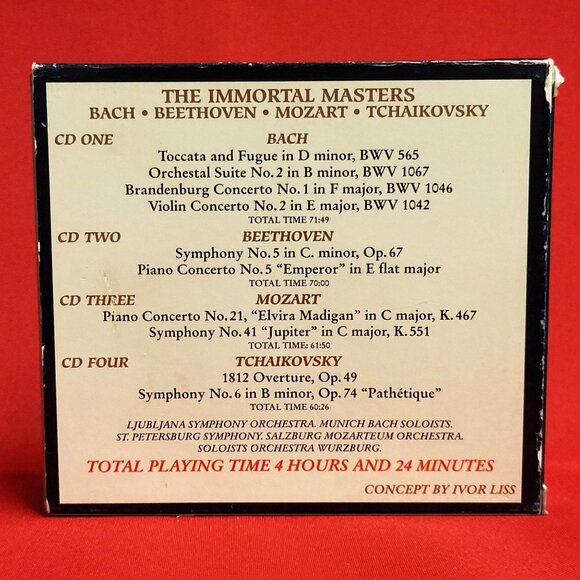 THE IMMORTAL MASTERS
BACH • BEETHOVEN • MOZART • TCHAIKOVSKY
CD ONE BACH
Toccata and Fugue in D minor, BWV 565
Orchestal Suite No. 2 in B minor, BWV 1067
Brandenburg Concerto No. 1 in F major, BWV 1046
Violin Concerto No. 2 in E major, BWV 1042
TOTAL TIME 71:49
CD TWO BEETHOVEN
Symphony No. 5 in C. minor, Op. 67
Piano Concerto No. 5 “Emperor” in E flat major
TOTAL TIME 70:00
CD THREE MOZART
Piano Concerto No. 21, “Elvira Madigan” in C major, K. 467
Symphony No. 41 “Jupiter” in C major, K. 551
TOTAL TIME: 61:50
CD FOUR TCHAIKOVSKY
1812 Overture, Op. 49
Symphony No. 6 in B minor, Op. 74 “Pathétique”
TOTAL TIME 60:26
LJUBLJANA SYMPHONY ORCHESTRA. MUNICH BACH SOLOISTS.
ST. PETERSBURG SYMPHONY. SALZBURG MOZARTEUM ORCHESTRA.
SOLOISTS ORCHESTRA WURZBURG.
TOTAL PLAYING TIME 4 HOURS AND 24 MINUTES
CONCEPT BY IVOR LISS